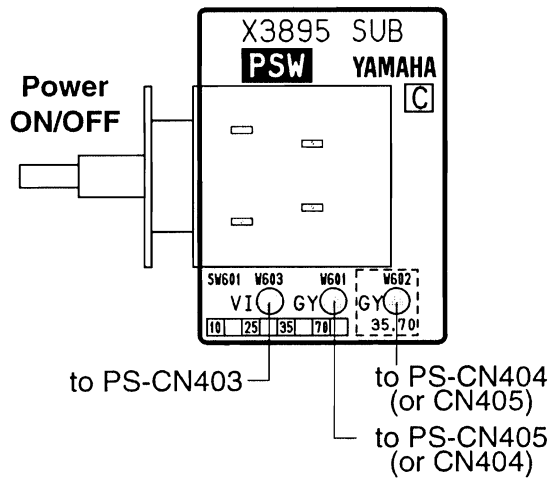 X3895 SUB
PSW YAMAHA
C
Power
ON/OFF
SW601 W603 W601 W602
VI GY GY
10 25 35 70 35.70
to PS-CN403
to PS-CN404
(or CN405)
to PS-CN405
(or CN404)